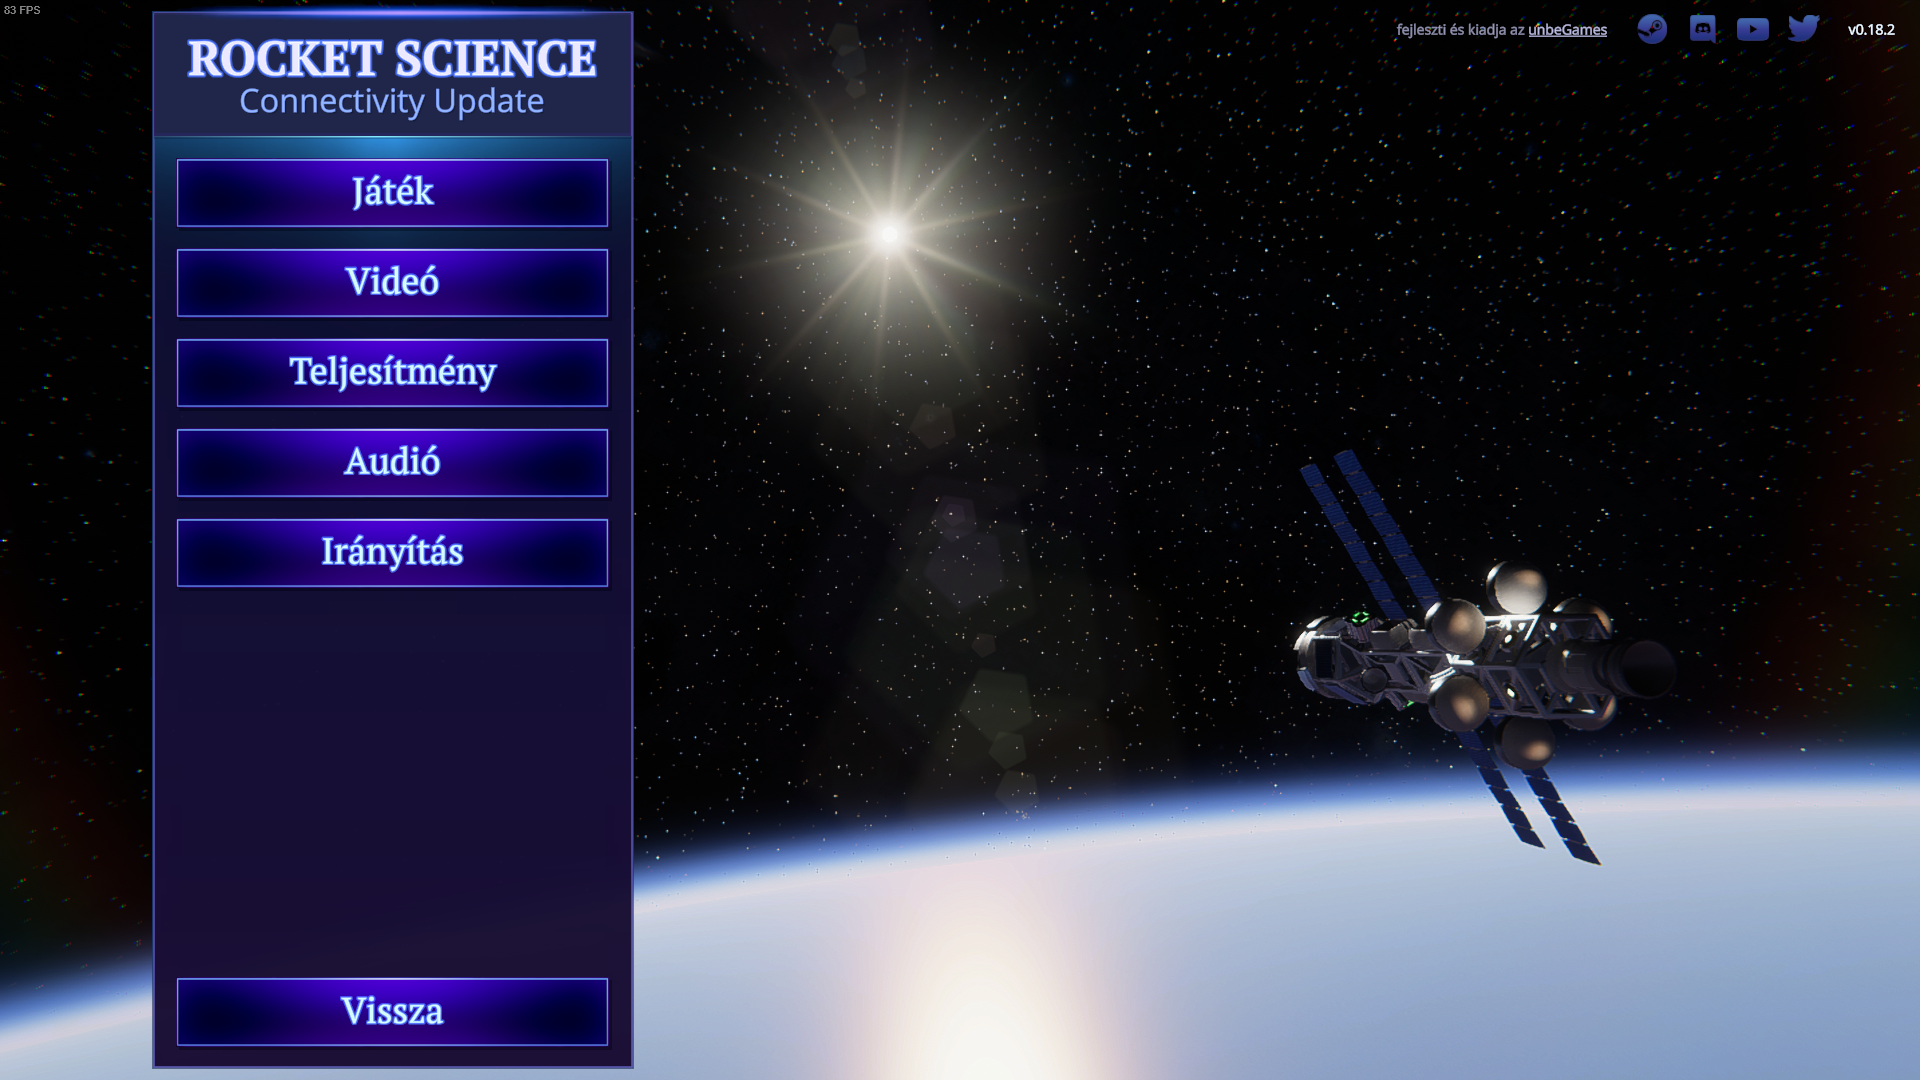 83 FPS
ROCKET SCIENCE
Connectivity Update
Játék
Videó
Teljesítmény
Audió
Irányítás
Vissza
fejleszti és kiadja az unbeGames
v0.18.2